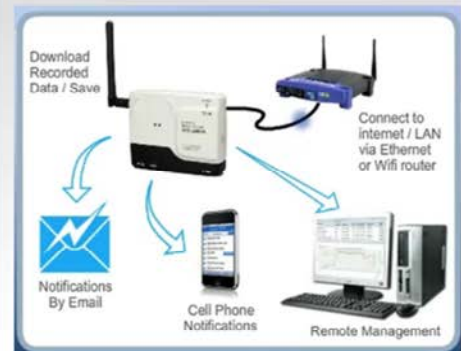 Download
Recorded
Data / Save
Connect to
internet / LAN
via Ethernet
or Wifi router
Notifications
By Email
Cell Phone
Notifications
Remote Management